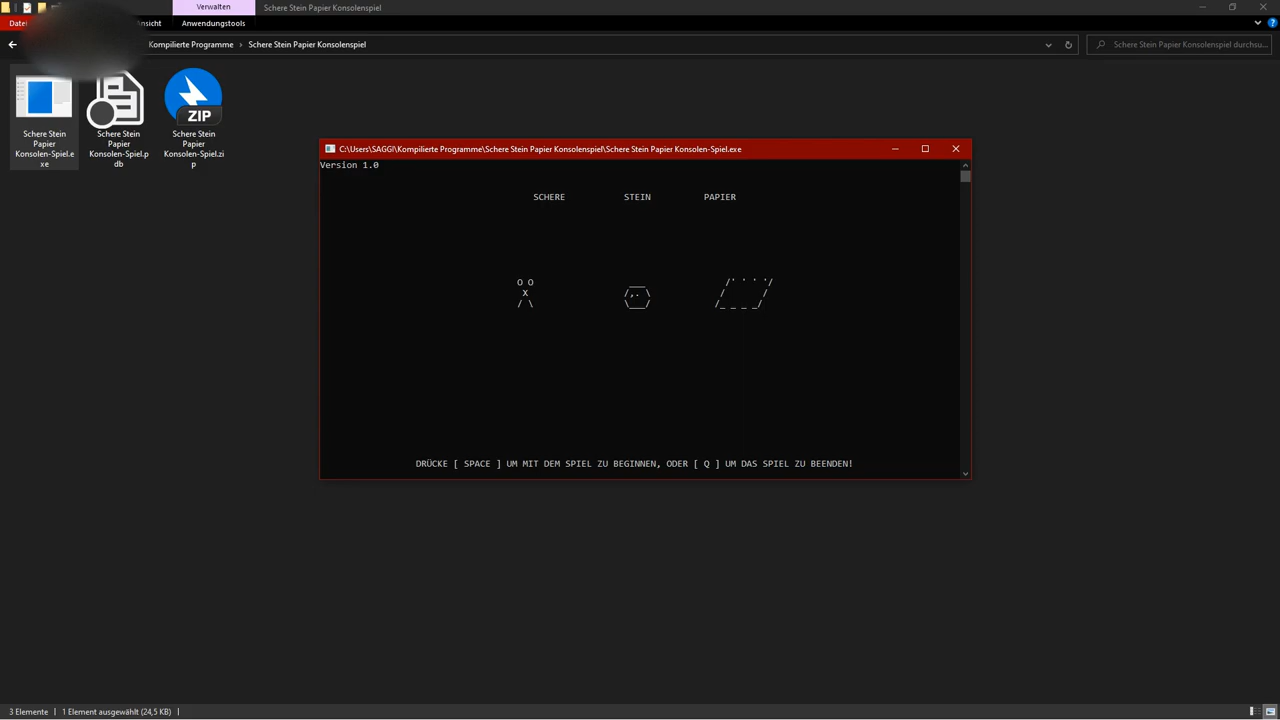 Verwalten
Schere Stein Papier Konsolenspiel
Datei
Anwendungstools
Kompilierte Programme > Schere Stein Papier Konsolenspiel
Schere Stein Papier Konsolenspiel durchsu...
ZIP
Schere Stein
Papier
Konsolen-Spiel.e
xe
Schere Stein
Papier
Konsolen-Spiel.p
db
Schere Stein
Papier
Konsolen-Spiel.zi
p
C:\Users\SAGGI\Kompilierte Programme\Schere Stein Papier Konsolenspiel\Schere Stein Papier Konsolen-Spiel.exe
Version 1.0
SCHERE STEIN PAPIER
DRÜCKE [ SPACE ] UM MIT DEM SPIEL ZU BEGINNEN, ODER [ Q ] UM DAS SPIEL ZU BEENDEN!
3 Elemente
1 Element ausgewählt (24,5 KB)